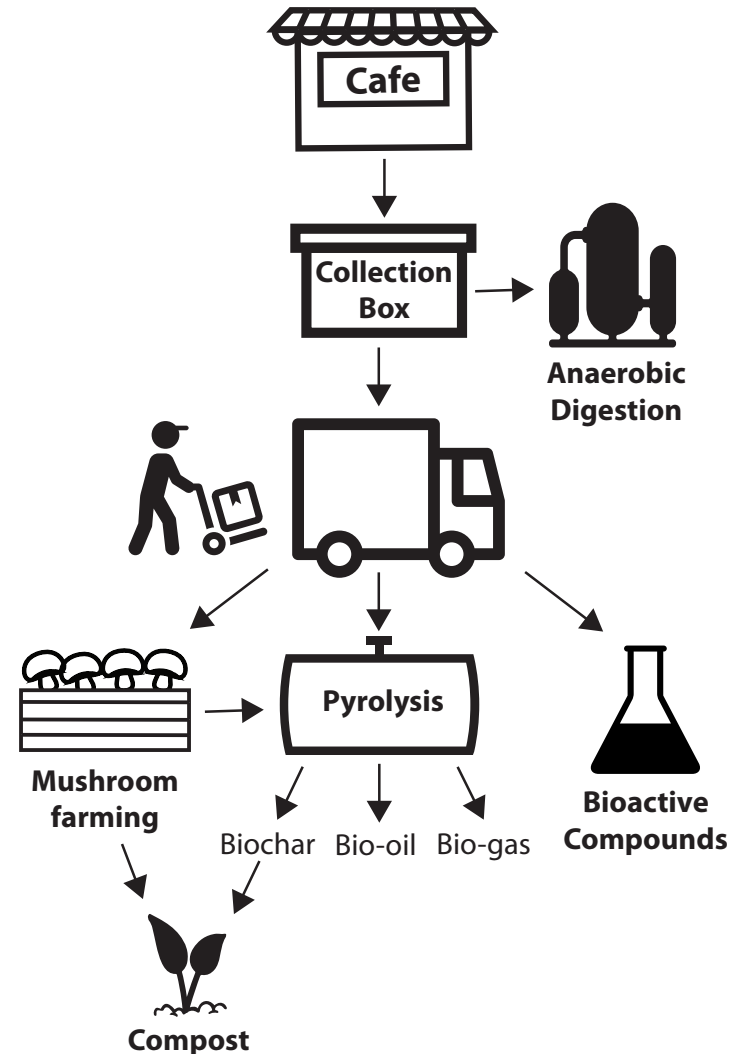 Cafe
Collection
Box
Anaerobic
Digestion
Pyrolysis
Mushroom
farming
Bioactive
Compounds
Biochar
Bio-oil
Bio-gas
Compost